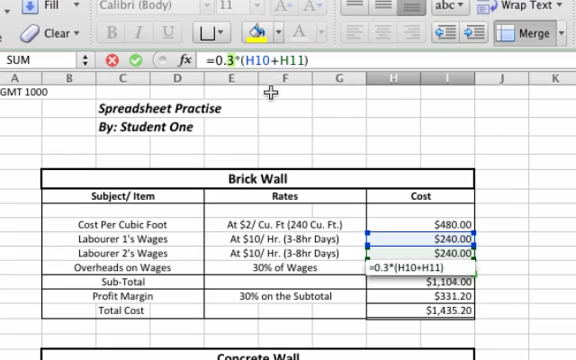 Fill Calibri (Body) 11 abc Wrap Text
Clear B I U A Merge
SUM fx =0.3*(H10+H11)
A B C D E F G H I J K
GMT 1000
Spreadsheet Practise
By: Student One
Brick Wall
Subject/ Item Rates Cost
Cost Per Cubic Foot At $2/ Cu. Ft (240 Cu. Ft.) $480.00
Labourer 1's Wages At $10/ Hr. (3-8hr Days) $240.00
Labourer 2's Wages At $10/ Hr. (3-8hr Days) $240.00
Overheads on Wages 30% of Wages =0.3*(H10+H11)
Sub-Total $1,104.00
Profit Margin 30% on the Subtotal $331.20
Total Cost $1,435.20
Concrete Wall